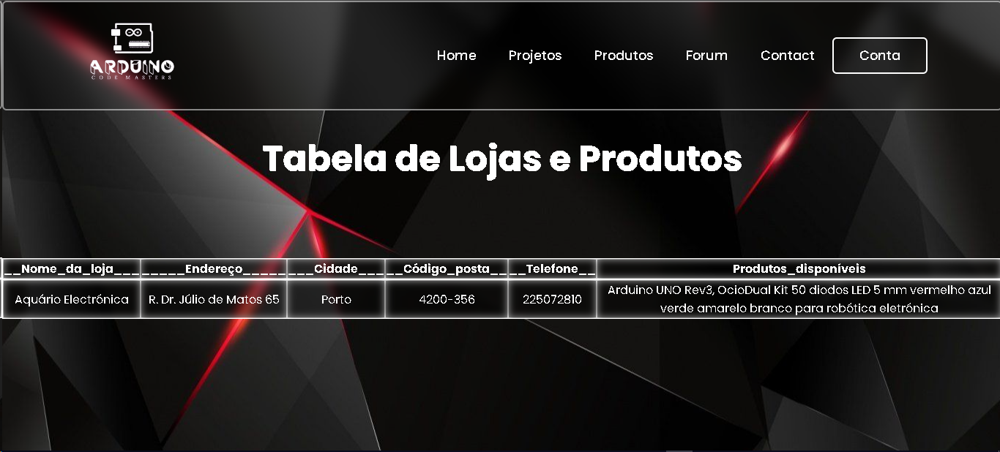 ARDUINO
CODE MASTERS
Home Projetos Produtos Forum Contact Conta
Tabela de Lojas e Produtos
__Nome_da_loja___ _____Endereço_____ ___Cidade___ __Código_posta__ __Telefone__ Produtos_disponíveis
Aquário Electrónica R. Dr. Júlio de Matos 65 Porto 4200-356 225072810 Arduino UNO Rev3, OcioDual Kit 50 diodos LED 5 mm vermelho azul
verde amarelo branco para robótica eletrónica